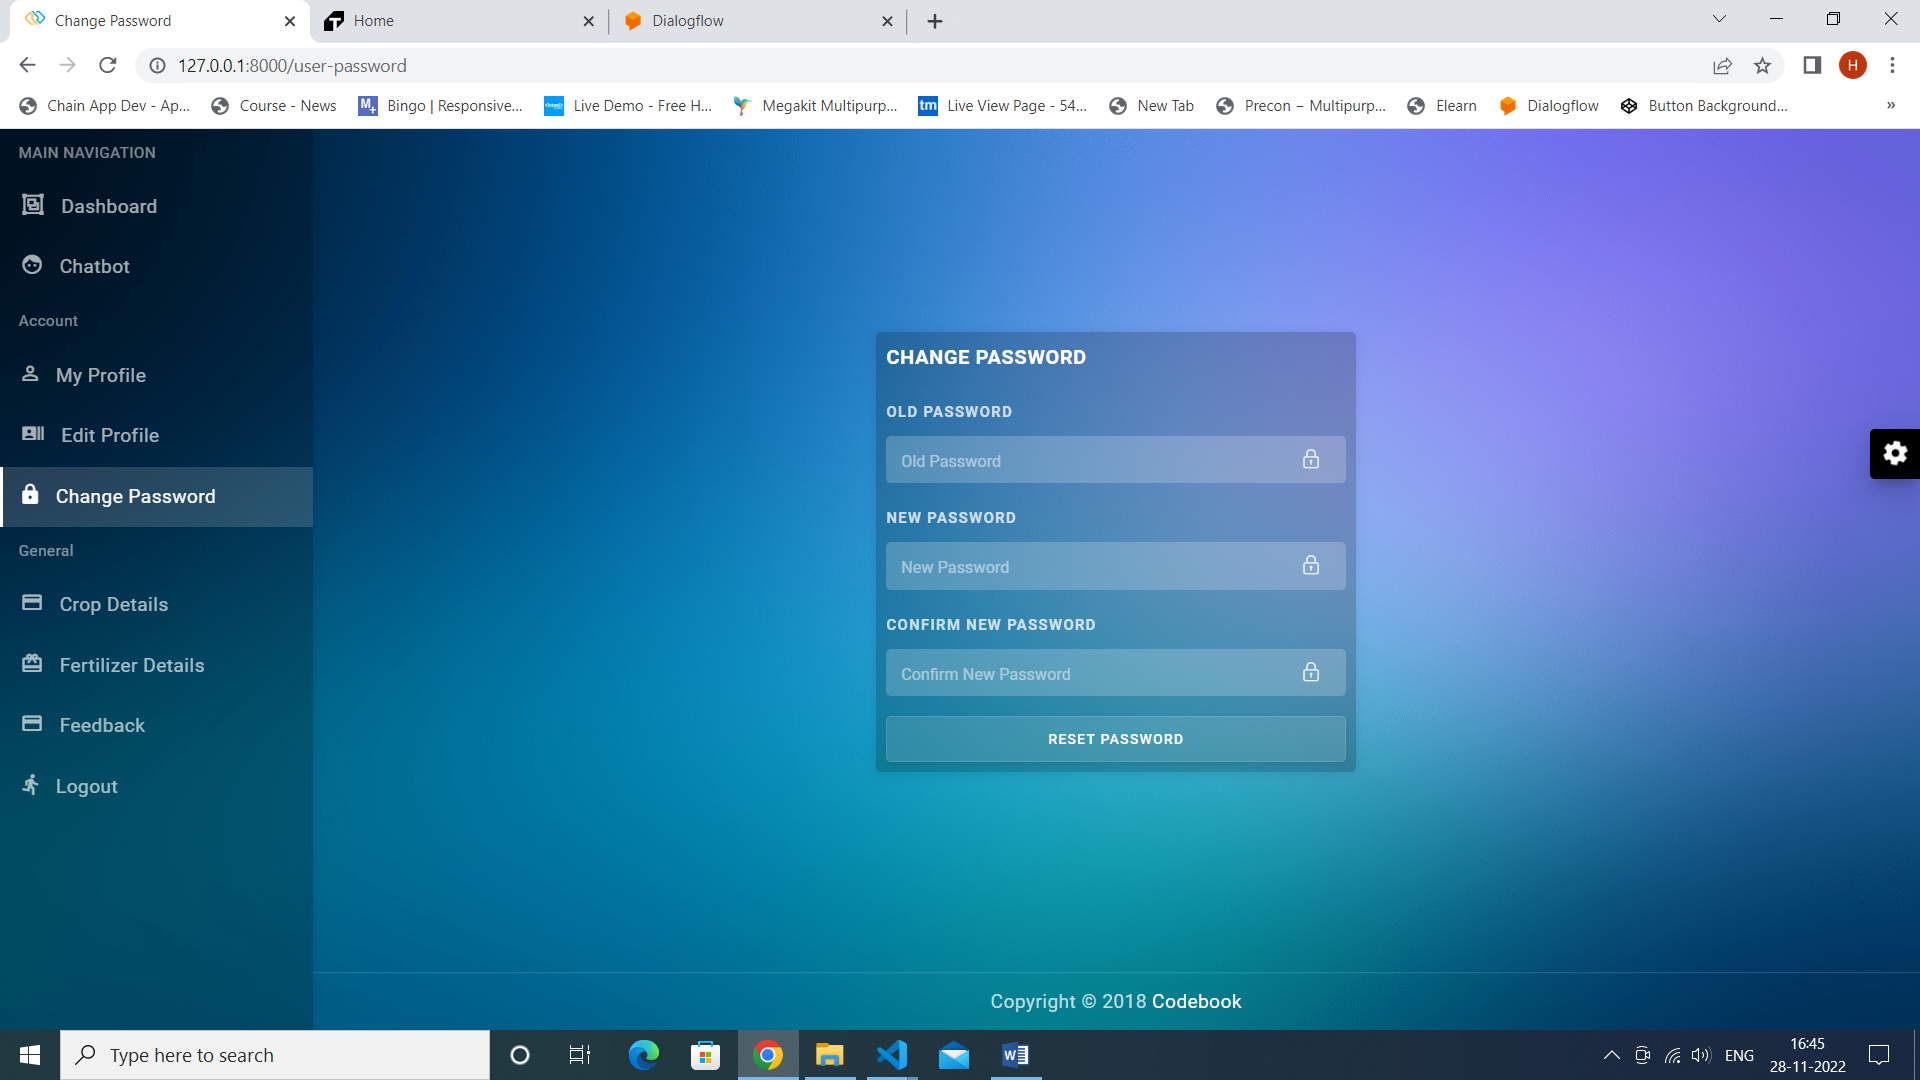 Change Password
Home
Dialogflow
127.0.0.1:8000/user-password
H
Chain App Dev - Ap...
Course - News
Bingo | Responsive...
Live Demo - Free H...
Megakit Multipurp...
tm
Live View Page - 54...
New Tab
Precon – Multipurp...
Elearn
Dialogflow
Button Background...
»
MAIN NAVIGATION
Dashboard
Chatbot
Account
My Profile
Edit Profile
Change Password
General
Crop Details
Fertilizer Details
Feedback
Logout
CHANGE PASSWORD
OLD PASSWORD
Old Password
NEW PASSWORD
New Password
CONFIRM NEW PASSWORD
Confirm New Password
RESET PASSWORD
Copyright © 2018 Codebook
Type here to search
ENG
16:45
28-11-2022